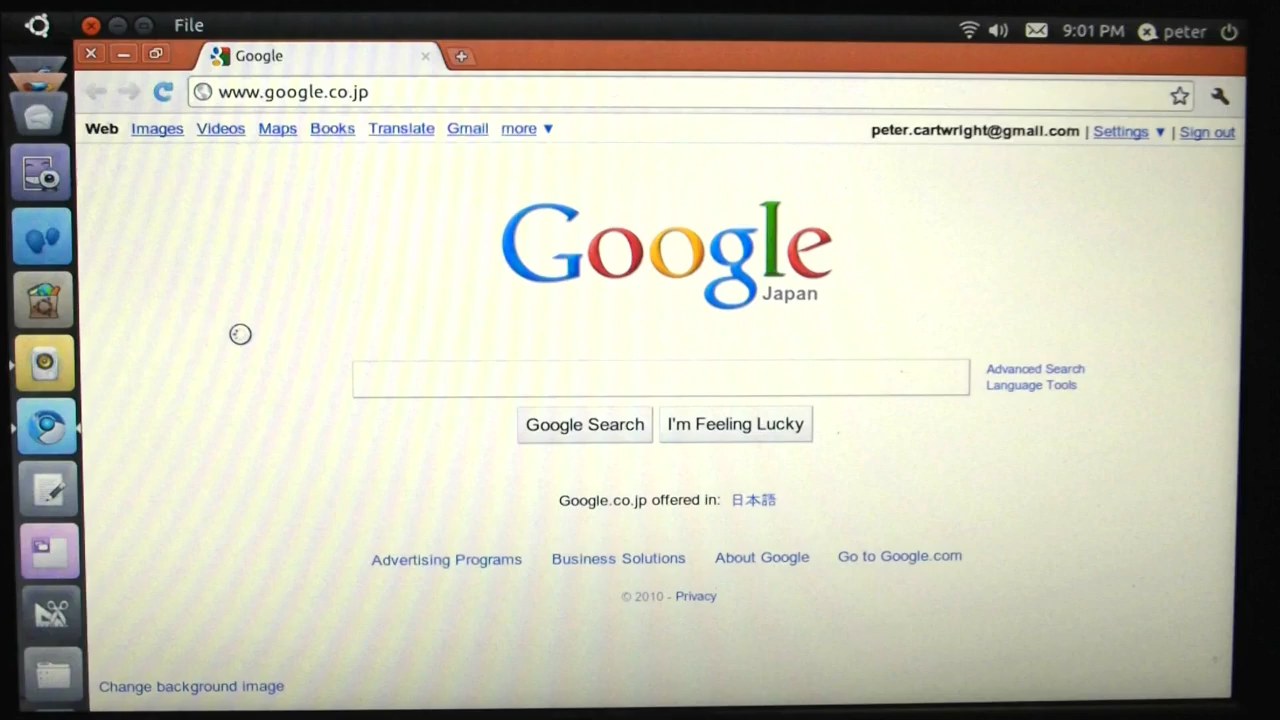 File
9:01 PM peter
Google
www.google.co.jp
Web Images Videos Maps Books Translate Gmail more ▼
peter.cartwright@gmail.com | Settings ▼ | Sign out
Google
Japan
Advanced Search
Language Tools
Google Search I'm Feeling Lucky
Google.co.jp offered in: 日本語
Advertising Programs Business Solutions About Google Go to Google.com
© 2010 - Privacy
Change background image